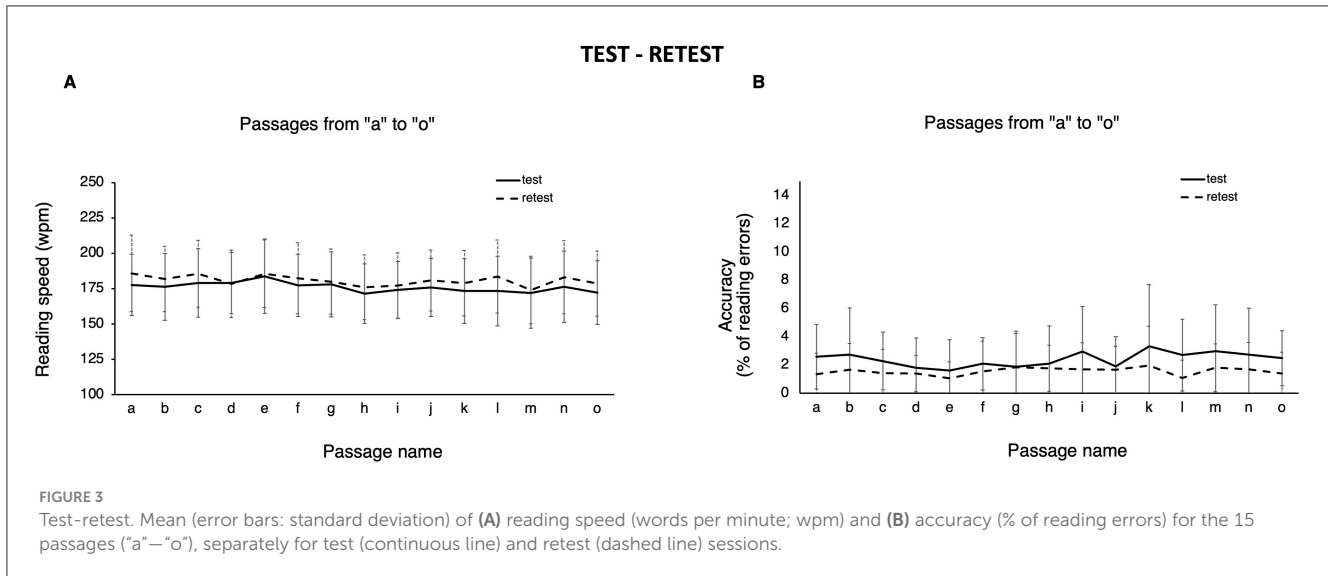 TEST - RETEST
A
Passages from "a" to "o"
test
retest
Reading speed (wpm)
250
225
200
175
150
125
100
a b c d e f g h i j k l m n o
Passage name
B
Passages from "a" to "o"
test
retest
Accuracy
(% of reading errors)
14
12
10
8
6
4
2
0
a b c d e f g h i j k l m n o
Passage name
FIGURE 3
Test-retest. Mean (error bars: standard deviation) of (A) reading speed (words per minute; wpm) and (B) accuracy (% of reading errors) for the 15
passages (“a”—“o”), separately for test (continuous line) and retest (dashed line) sessions.